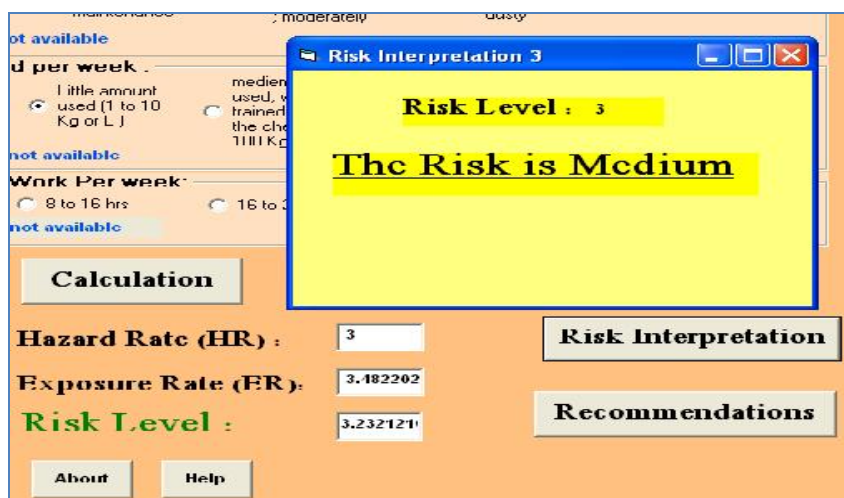 maintenance ; moderately dusty
ot available
d per week .
Little amount
used (1 to 10
Kg or L )
medien
used, w
trained
the che
100 Kg
not available
Work Per week:
8 to 16 hrs
16 to 3
not available
Risk Interpretation 3
Risk Level : 3
The Risk is Medium
Calculation
Hazard Rate (HR) : 3
Risk Interpretation
Exposure Rate (ER): 3.482202
Recommendations
Risk Level : 3.232121
About Help